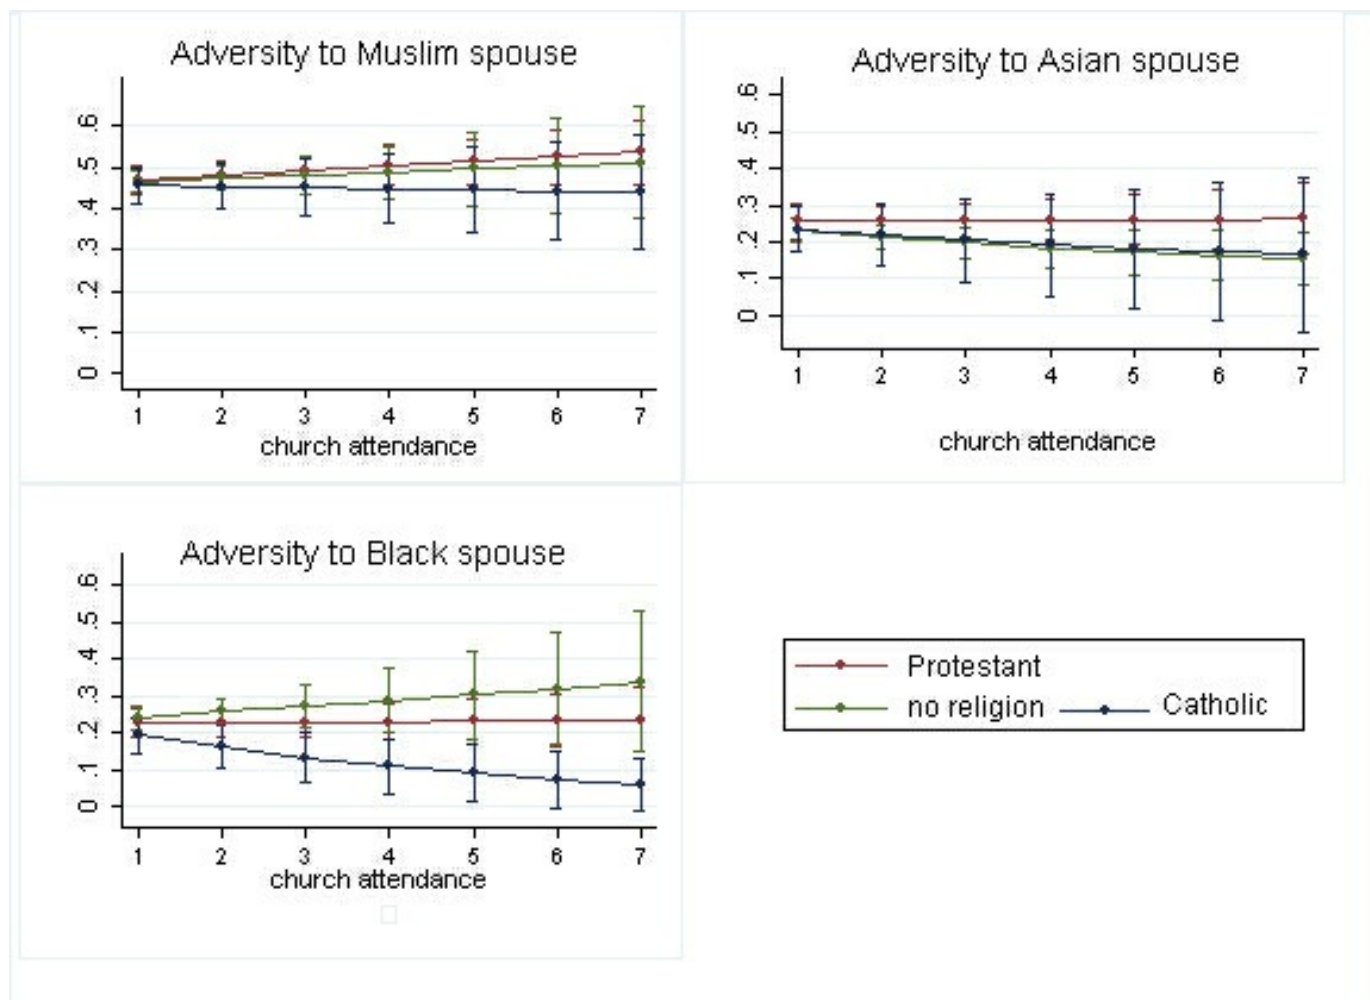 Adversity to Muslim spouse
.6
.5
.4
.3
.2
.1
0
1 2 3 4 5 6 7
church attendance
Adversity to Asian spouse
.6
.5
.4
.3
.2
.1
0
1 2 3 4 5 6 7
church attendance
Adversity to Black spouse
.6
.5
.4
.3
.2
.1
0
1 2 3 4 5 6 7
church attendance
Protestant
no religion Catholic